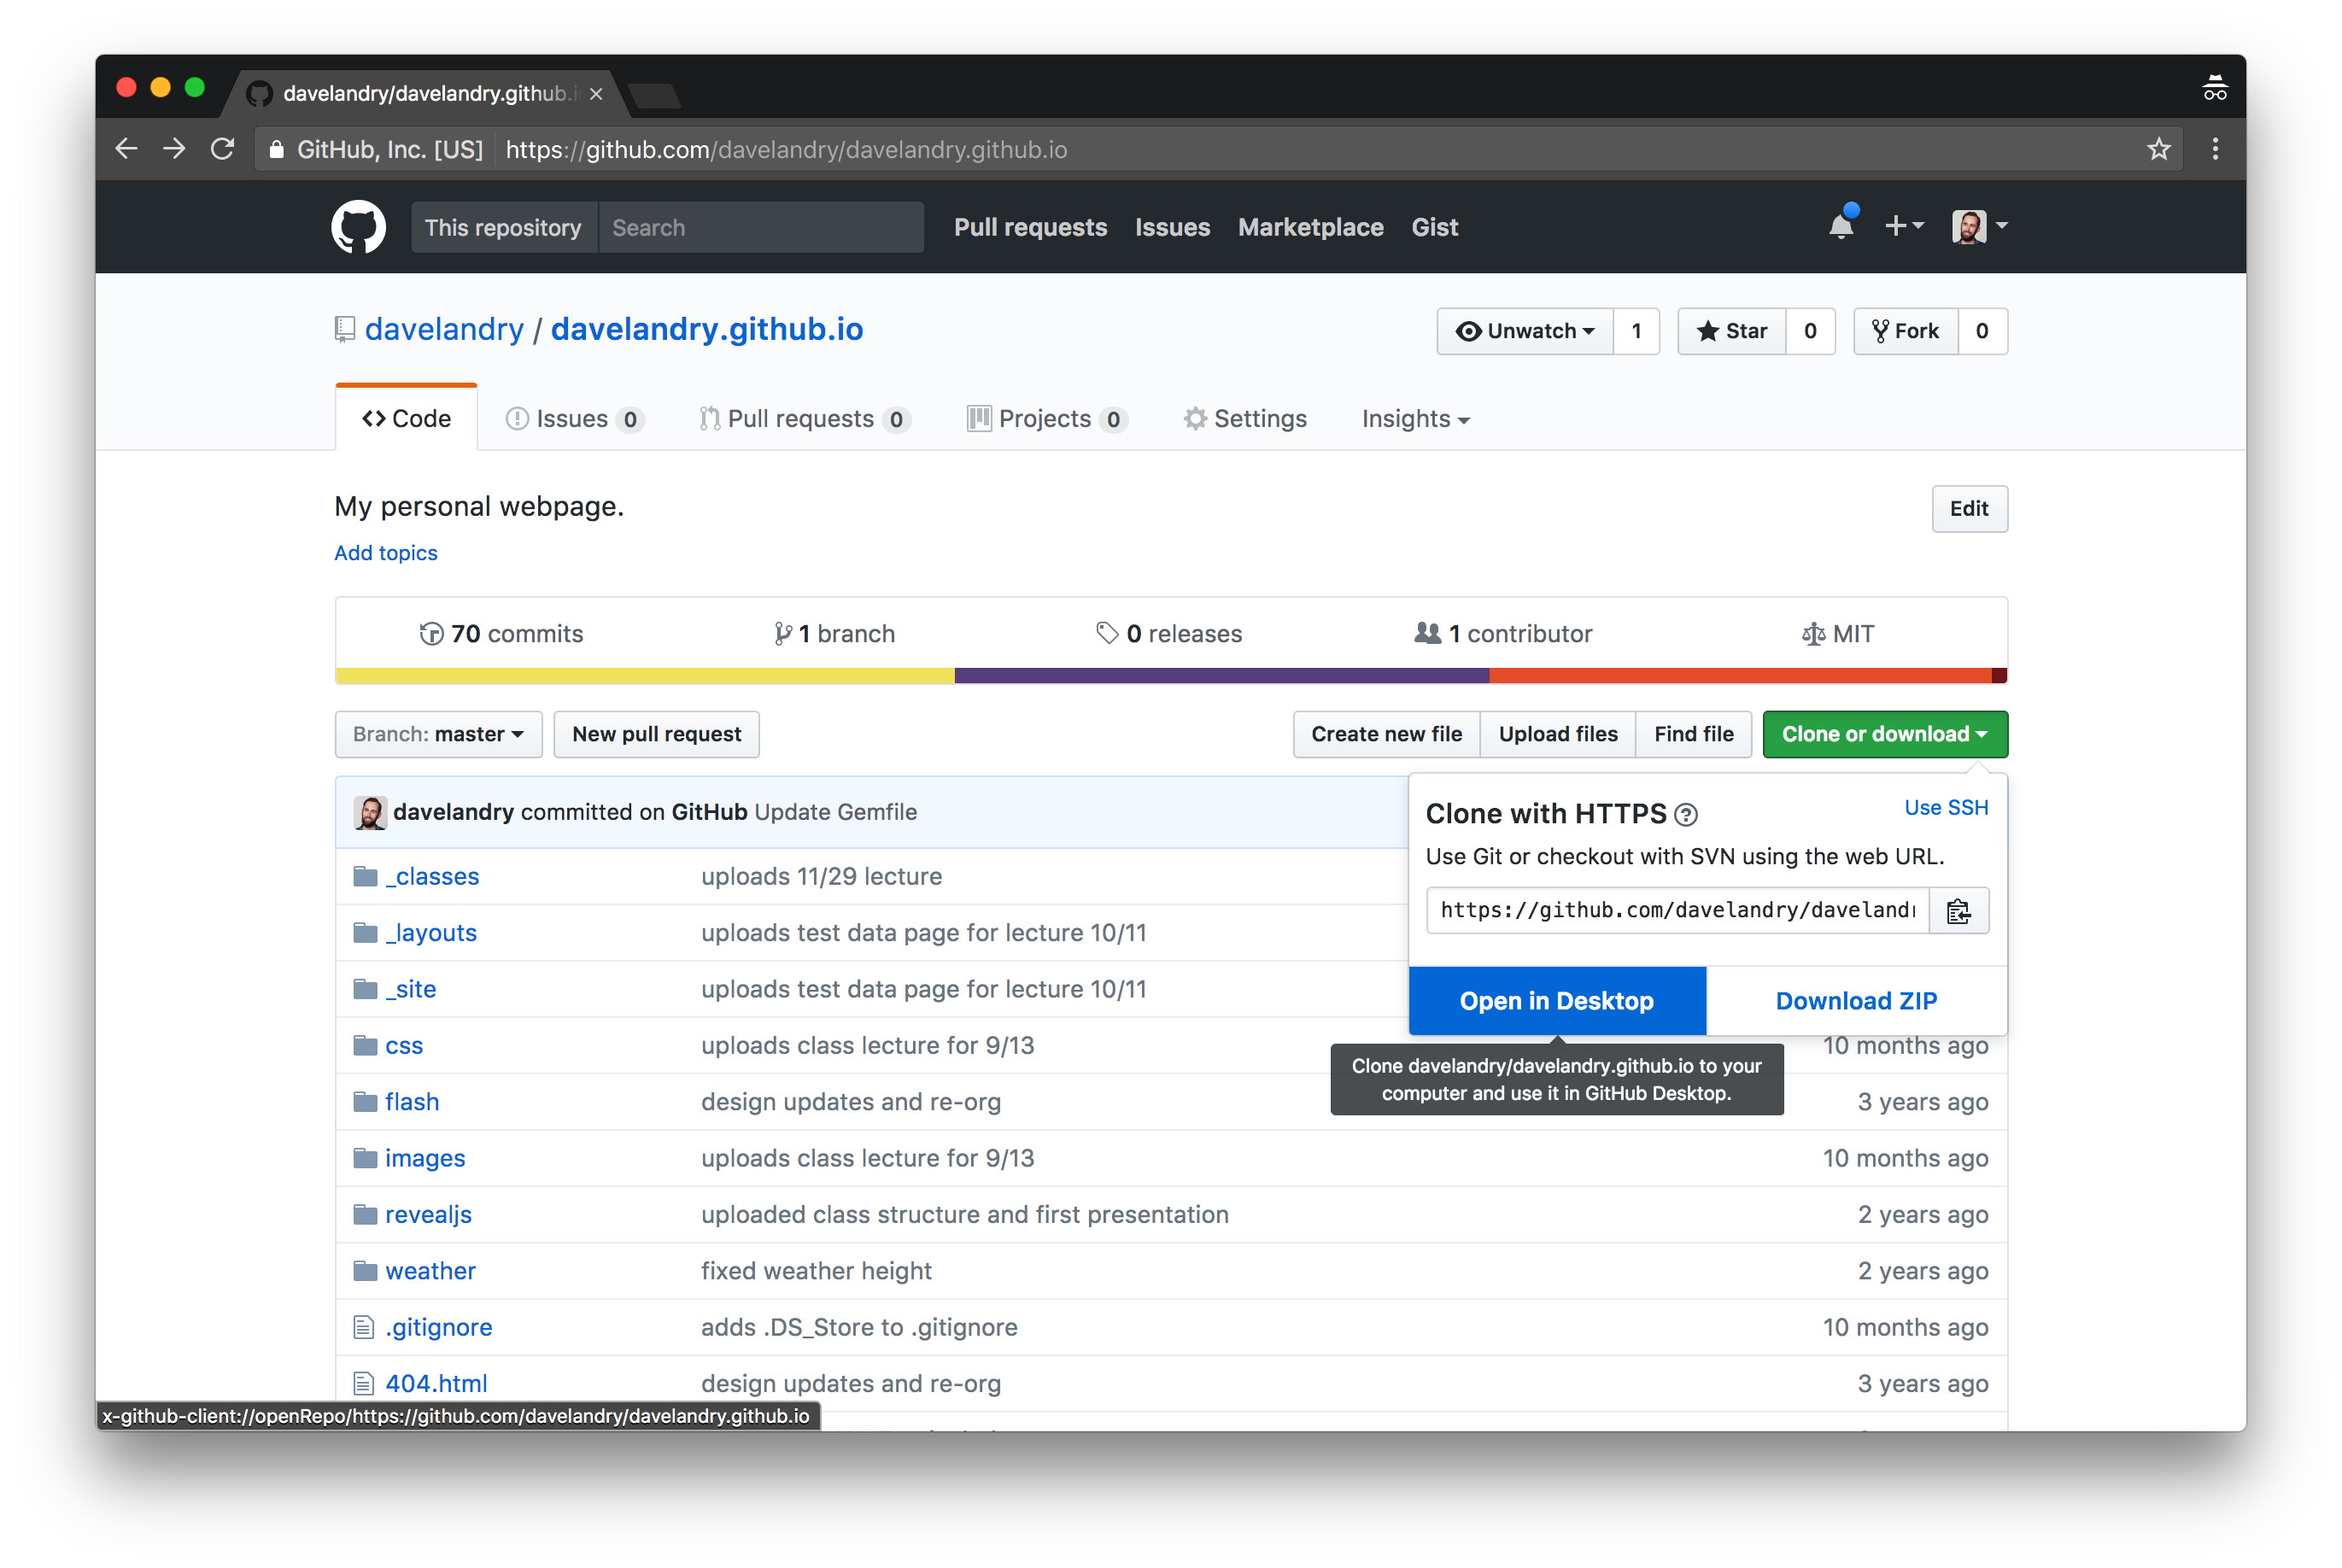 davelandry/davelandry.github.i
GitHub, Inc. [US] https://github.com/davelandry/davelandry.github.io
This repository Search Pull requests Issues Marketplace Gist
davelandry / davelandry.github.io Unwatch 1 Star 0 Fork 0
Code Issues 0 Pull requests 0 Projects 0 Settings Insights
My personal webpage. Edit
Add topics
70 commits 1 branch 0 releases 1 contributor MIT
Branch: master New pull request Create new file Upload files Find file Clone or download
davelandry committed on GitHub Update Gemfile
Clone with HTTPS Use SSH
Use Git or checkout with SVN using the web URL.
https://github.com/davelandry/daveland
Open in Desktop Download ZIP
Clone davelandry/davelandry.github.io to your
computer and use it in GitHub Desktop.
_classes uploads 11/29 lecture
_layouts uploads test data page for lecture 10/11
_site uploads test data page for lecture 10/11
css uploads class lecture for 9/13 10 months ago
flash design updates and re-org 3 years ago
images uploads class lecture for 9/13 10 months ago
revealjs uploaded class structure and first presentation 2 years ago
weather fixed weather height 2 years ago
.gitignore adds .DS_Store to .gitignore 10 months ago
404.html design updates and re-org 3 years ago
x-github-client://openRepo/https://github.com/davelandry/davelandry.github.io